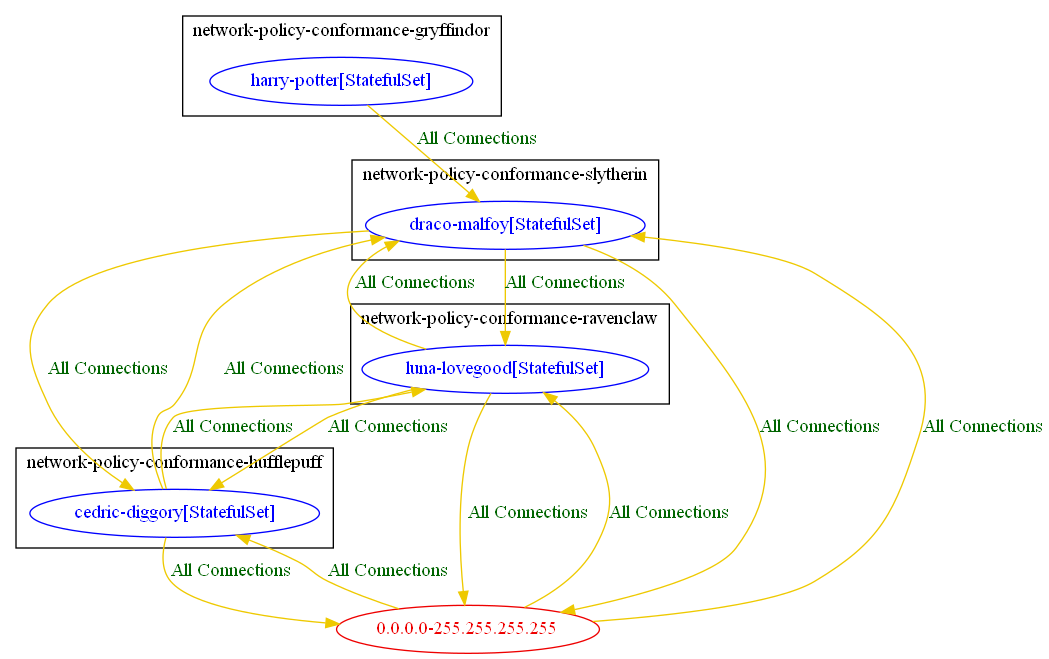 network-policy-conformance-gryffindor
harry-potter[StatefulSet]
All Connections
network-policy-conformance-slytherin
draco-malfoy[StatefulSet]
All Connections
All Connections
network-policy-conformance-ravenclaw
All Connections
All Connections
luna-lovegood[StatefulSet]
All Connections
All Connections
All Connections
All Connections
network-policy-conformance-hufflepuff
cedric-diggory[StatefulSet]
All Connections
All Connections
All Connections
All Connections
0.0.0.0-255.255.255.255